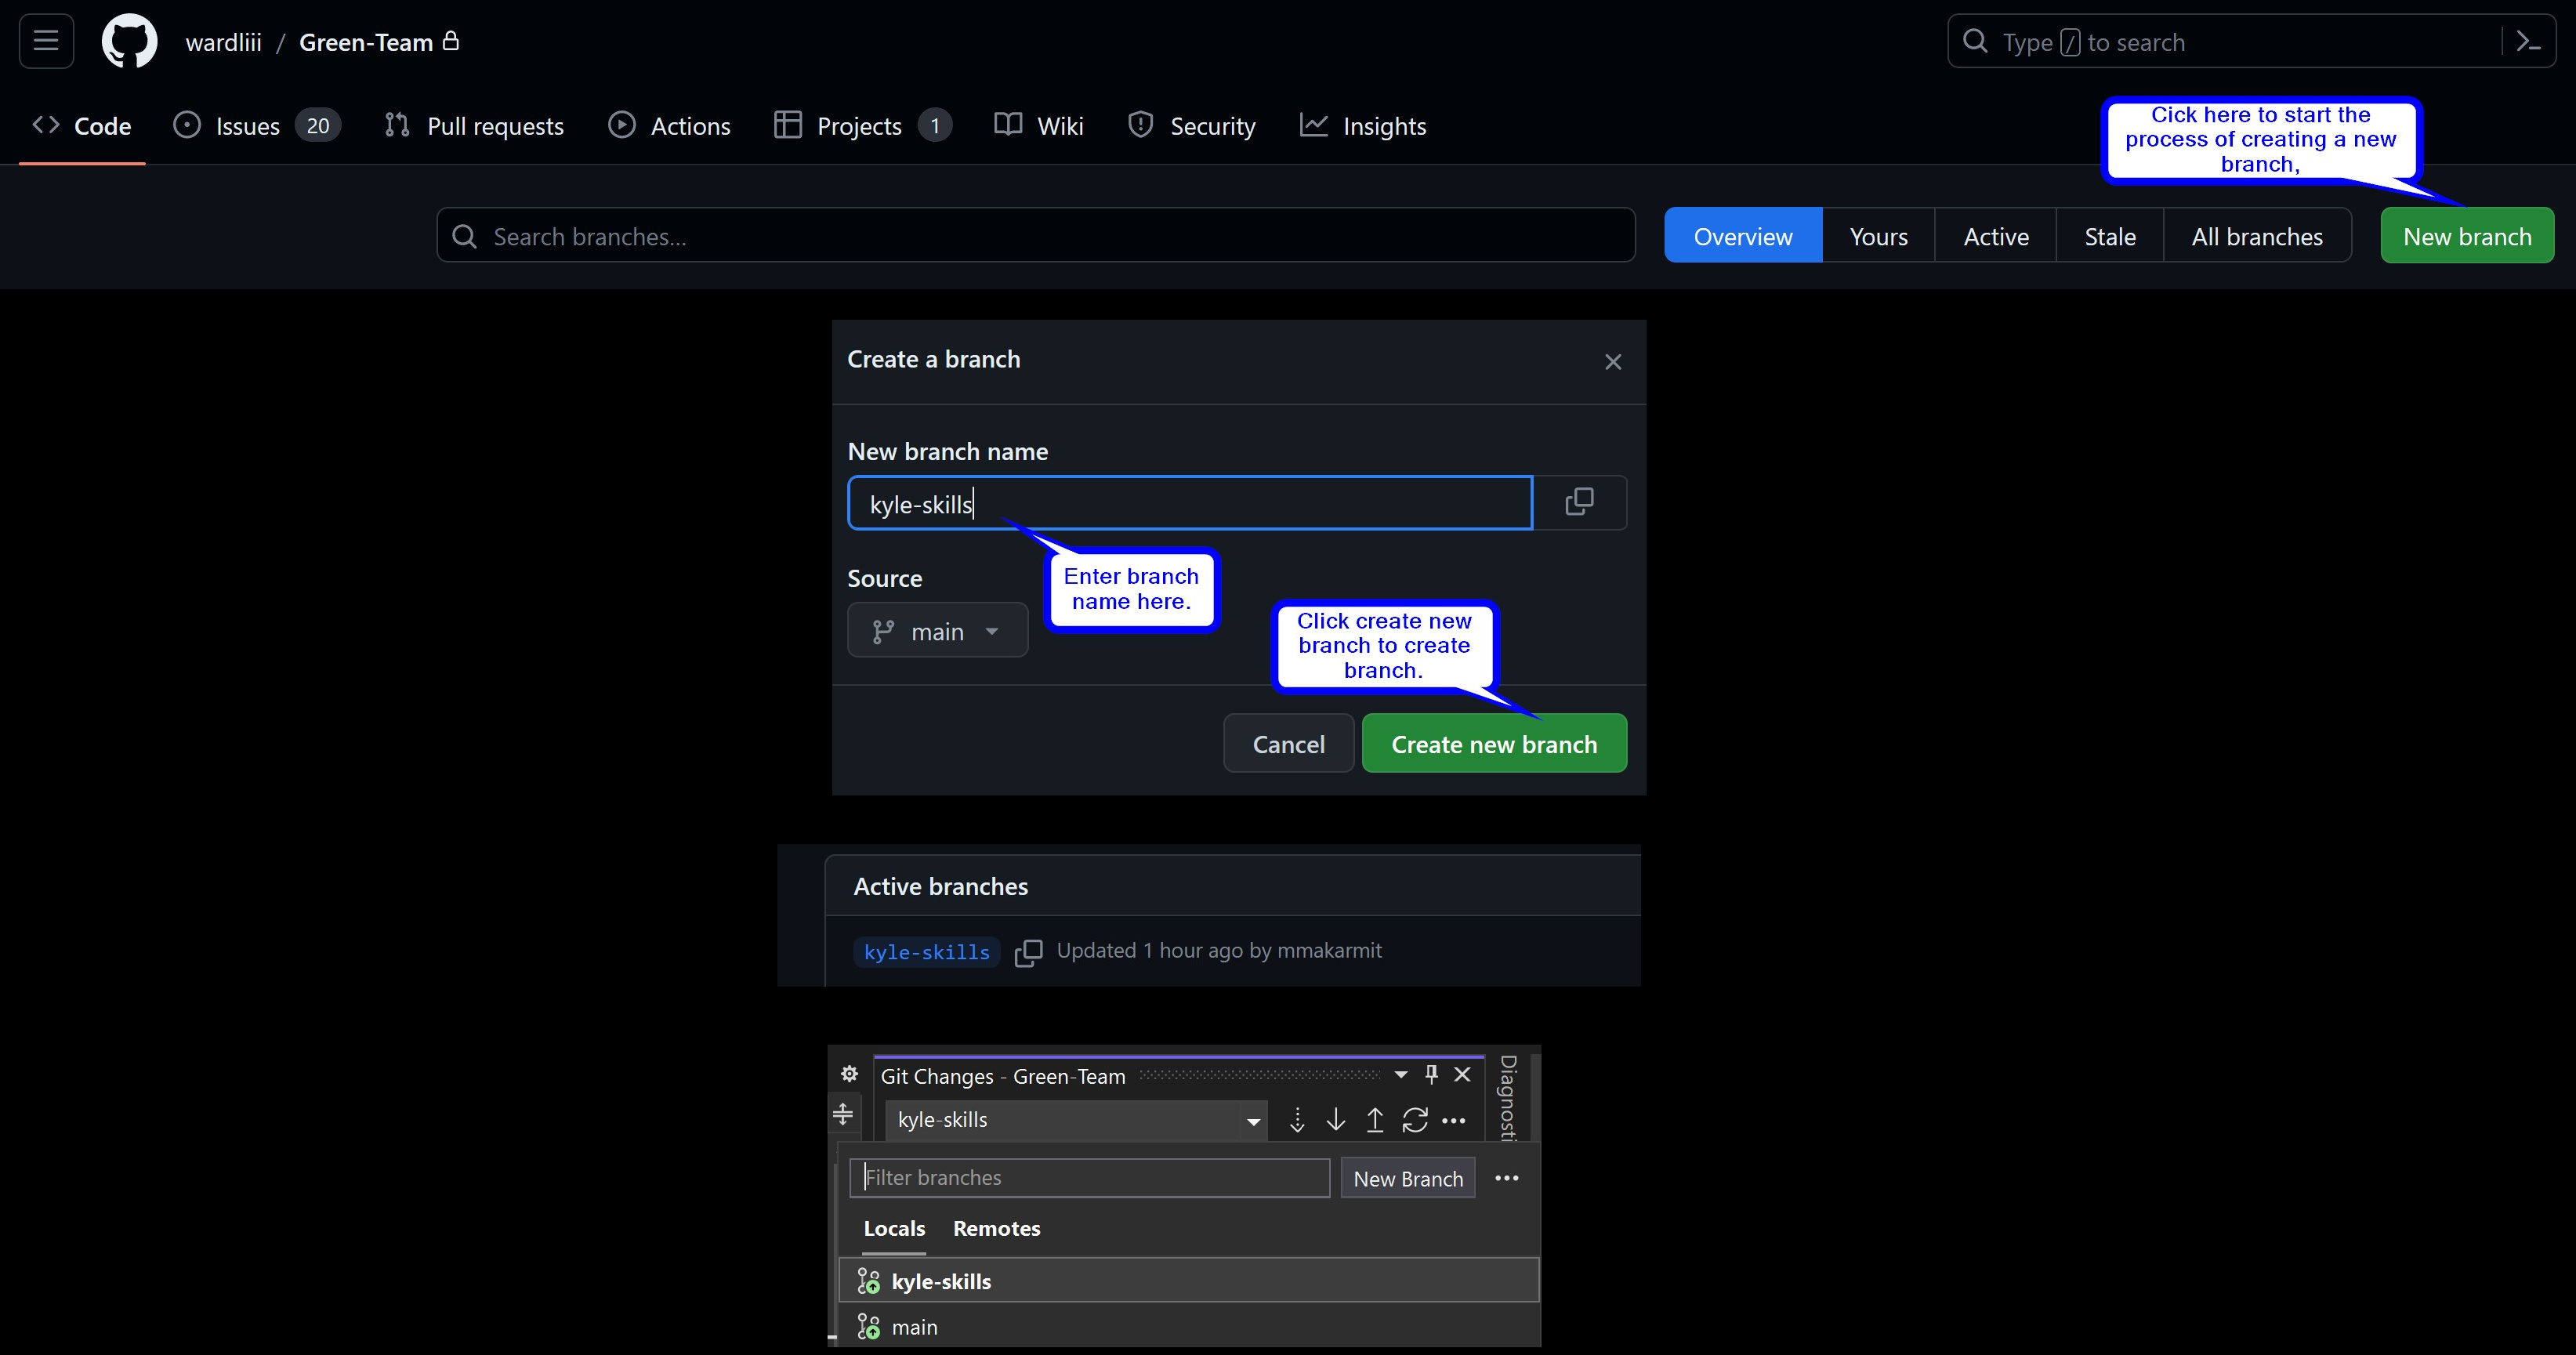 wardliii / Green-Team
Type / to search
Code
Issues 20
Pull requests
Actions
Projects 1
Wiki
Security
Insights
Cick here to start the
process of creating a new
branch,
Search branches...
Overview
Yours
Active
Stale
All branches
New branch
Create a branch
New branch name
kyle-skills
Enter branch
name here.
Source
main
Click create new
branch to create
branch.
Cancel
Create new branch
Active branches
kyle-skills Updated 1 hour ago by mmakarmit
Git Changes - Green-Team
kyle-skills
Filter branches
New Branch
Locals
Remotes
kyle-skills
main